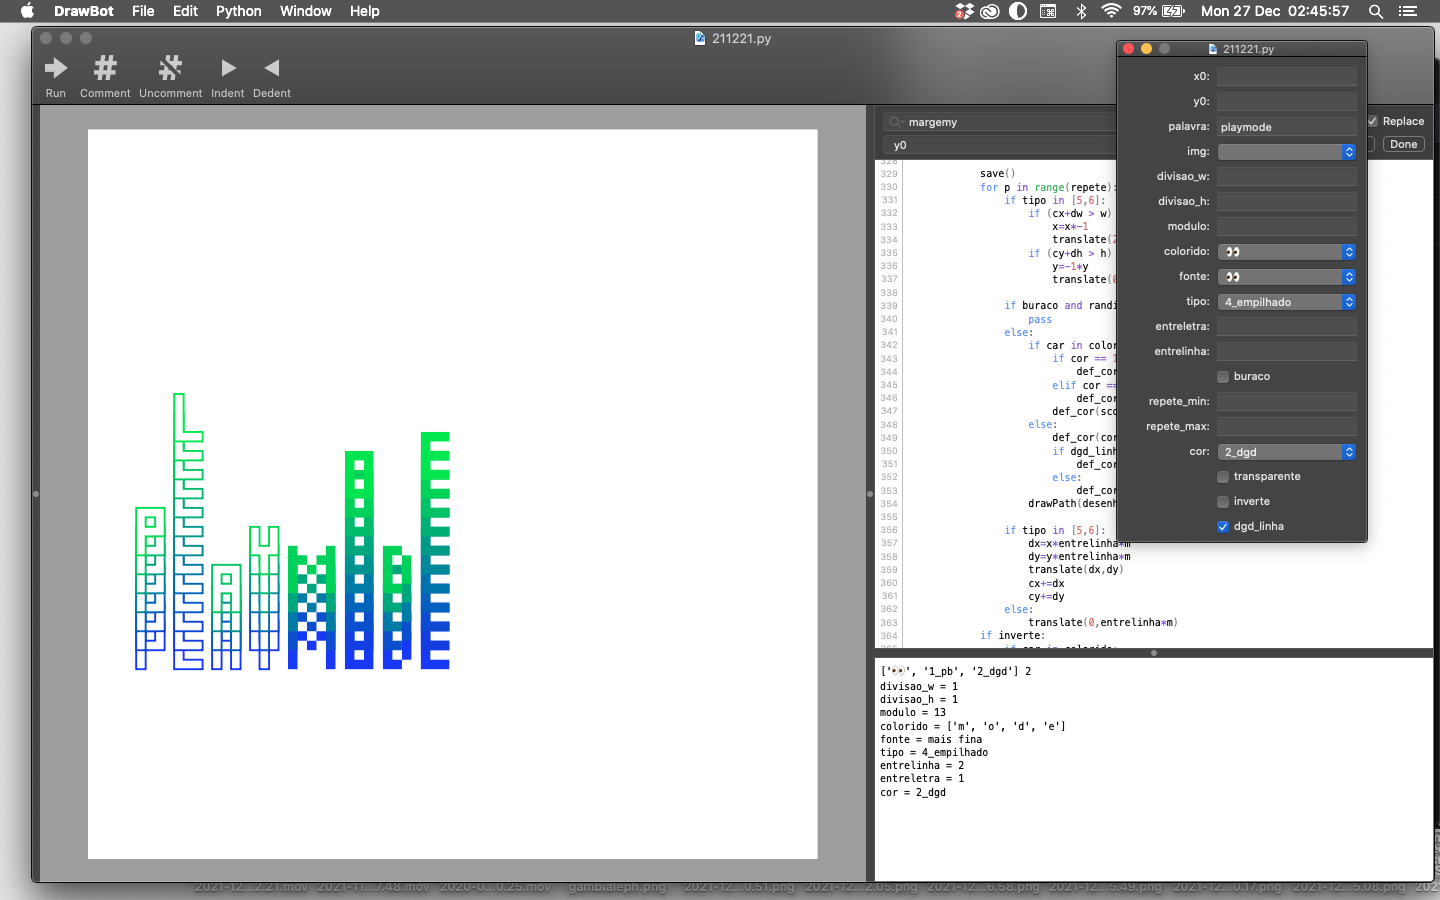 DrawBot File Edit Python Window Help
97% Mon 27 Dec 02:45:57
211221.py
Run Comment Uncomment Indent Dedent
margemy
Replace
y0
Done
328
329 save()
330 for p in range(repete):
331 if tipo in [5,6]:
332 if (cx+dw > w)
333 x=x*-1
334 translate(2
335 if (cy+dh > h)
336 y=-1*y
337 translate(0
338
339 if buraco and randi
340 pass
341 else:
342 if car in color
343 if cor == 1
344 def_cor
345 elif cor ==
346 def_cor
347 def_cor(sco
348 else:
349 def_cor(cor
350 if dgd_linh
351 def_cor
352 else:
353 def_cor
354 drawPath(desenh
355
356 if tipo in [5,6]:
357 dx=x*entrelinha*m
358 dy=y*entrelinha*m
359 translate(dx,dy)
360 cx+=dx
361 cy+=dy
362 else:
363 translate(0,entrelinha*m)
364 if inverte:
211221.py
x0:
y0:
palavra: playmode
img:
divisao_w:
divisao_h:
modulo:
colorido: 👀
fonte: 👀
tipo: 4_empilhado
entreletra:
entrelinha:
buraco
repete_min:
repete_max:
cor: 2_dgd
transparente
inverte
dgd_linha
PLAYMODE
['👀', '1_pb', '2_dgd'] 2
divisao_w = 1
divisao_h = 1
modulo = 13
colorido = ['m', 'o', 'd', 'e']
fonte = mais fina
tipo = 4_empilhado
entrelinha = 2
entreletra = 1
cor = 2_dgd
2021-12...2.21.mov 2021-11...7.48.mov 2020-0...0.25.mov gambialeph.png 2021-12...0.51.png 2021-12...2.05.png 2021-12...6.58.png 2021-12...5.49.png 2021-12...0.17.png 2021-12...5.08.png